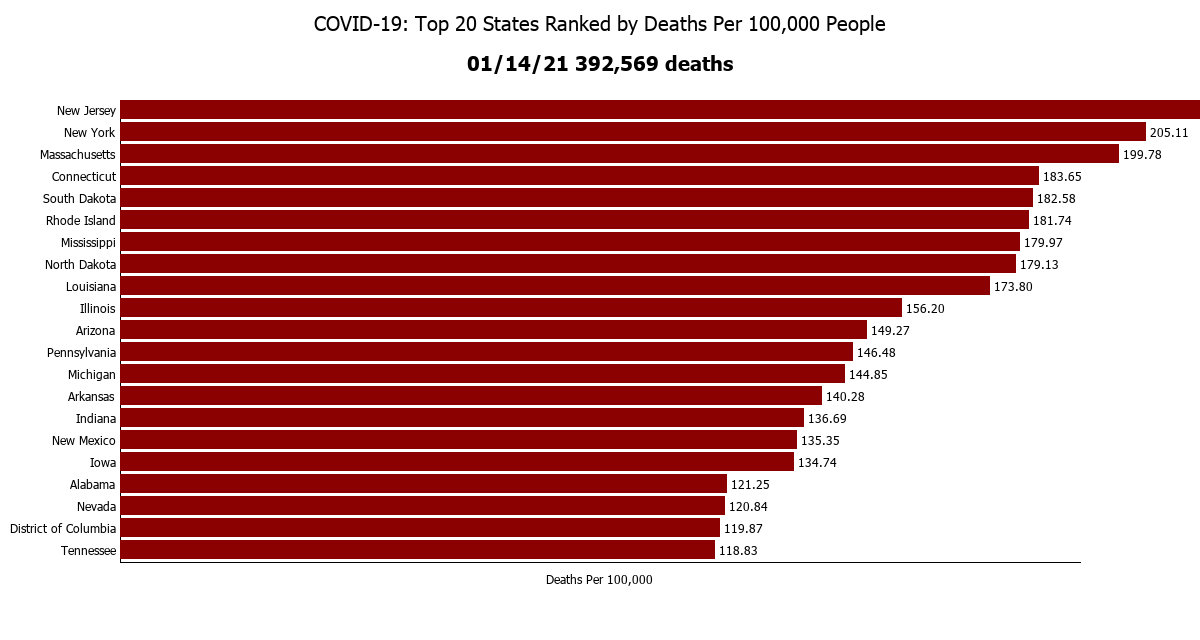 COVID-19: Top 20 States Ranked by Deaths Per 100,000 People
01/14/21 392,569 deaths
New Jersey
New York 205.11
Massachusetts 199.78
Connecticut 183.65
South Dakota 182.58
Rhode Island 181.74
Mississippi 179.97
North Dakota 179.13
Louisiana 173.80
Illinois 156.20
Arizona 149.27
Pennsylvania 146.48
Michigan 144.85
Arkansas 140.28
Indiana 136.69
New Mexico 135.35
Iowa 134.74
Alabama 121.25
Nevada 120.84
District of Columbia 119.87
Tennessee 118.83
Deaths Per 100,000